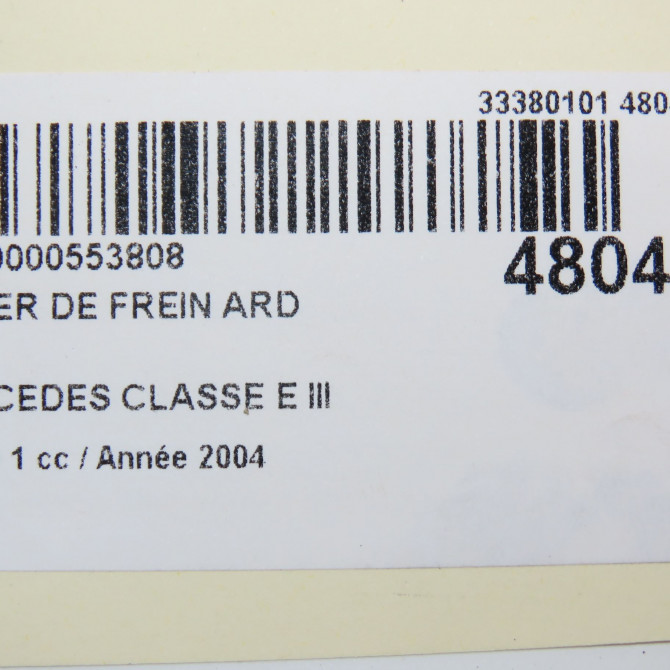 33380101 480
0000553808
4804
ER DE FREIN ARD
CEDES CLASSE E III
1 cc / Année 2004